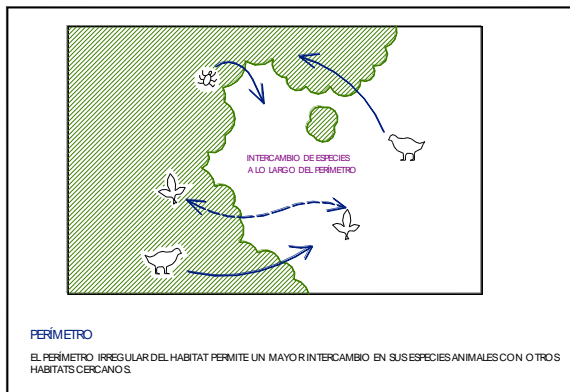 INTERCAMBIO DE ESPECIES
A LO LARGO DEL PERÍMETRO
PERÍMETRO
EL PERÍMETRO IRREGULAR DEL HABITAT PERMITE UN MAYOR INTERCAMBIO EN SUS ESPECIES ANIMALES CON OTROS
HABITATS CERCANOS.